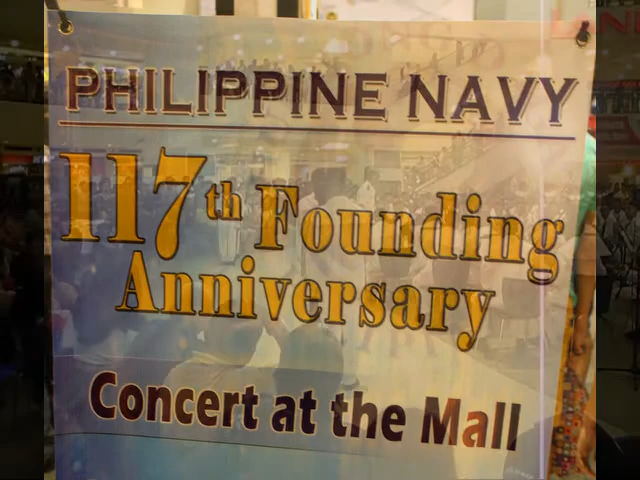 PHILIPPINE NAVY
117th Founding
Anniversary
Concert at the Mall